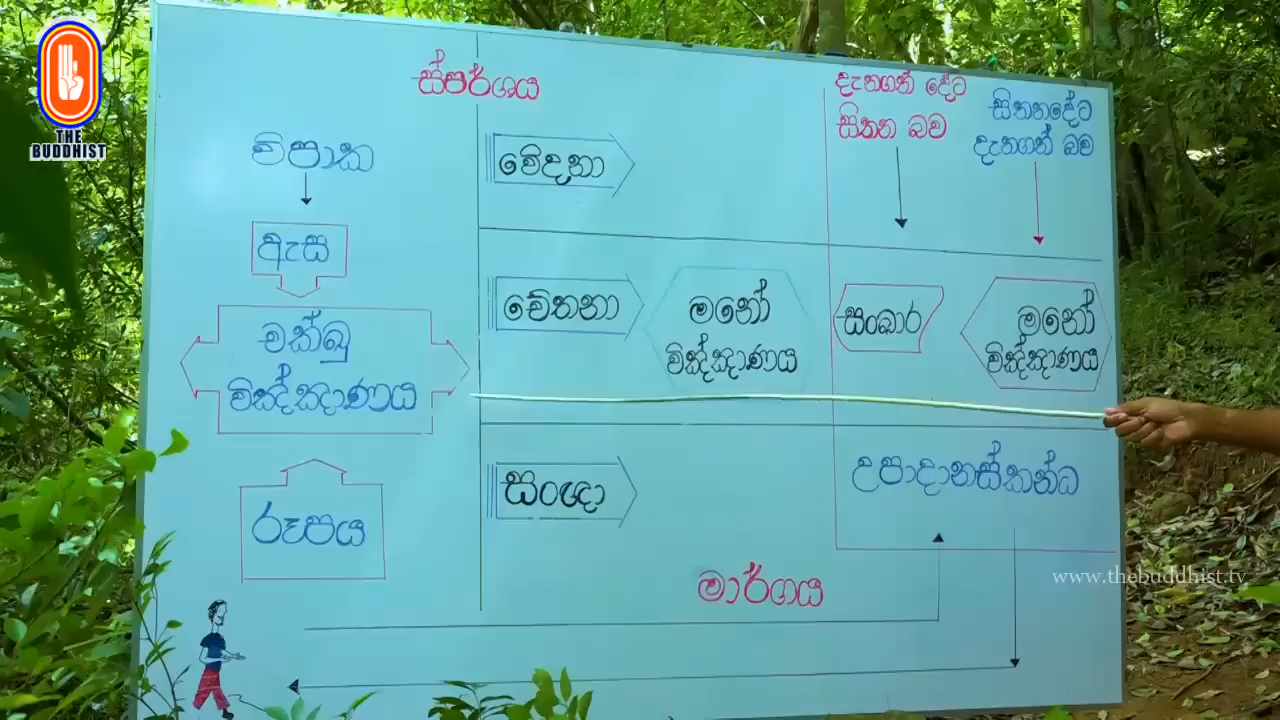 THE
BUDDHIST
ස්පර්ශය
දැනගත් දේට
සිතන බව
සිතනදේට
දැනගත් බව
විපාක
වේදනා
ඇස
චේතනා
මනෝ
වික්ඤාණය
සංඛාර
මනෝ
වික්ඤාණය
චක්ඛු
වික්ඤාණය
උපාදානස්කන්ධ
සංඥා
රූපය
මාර්ගය
www.thebuddhist.tv